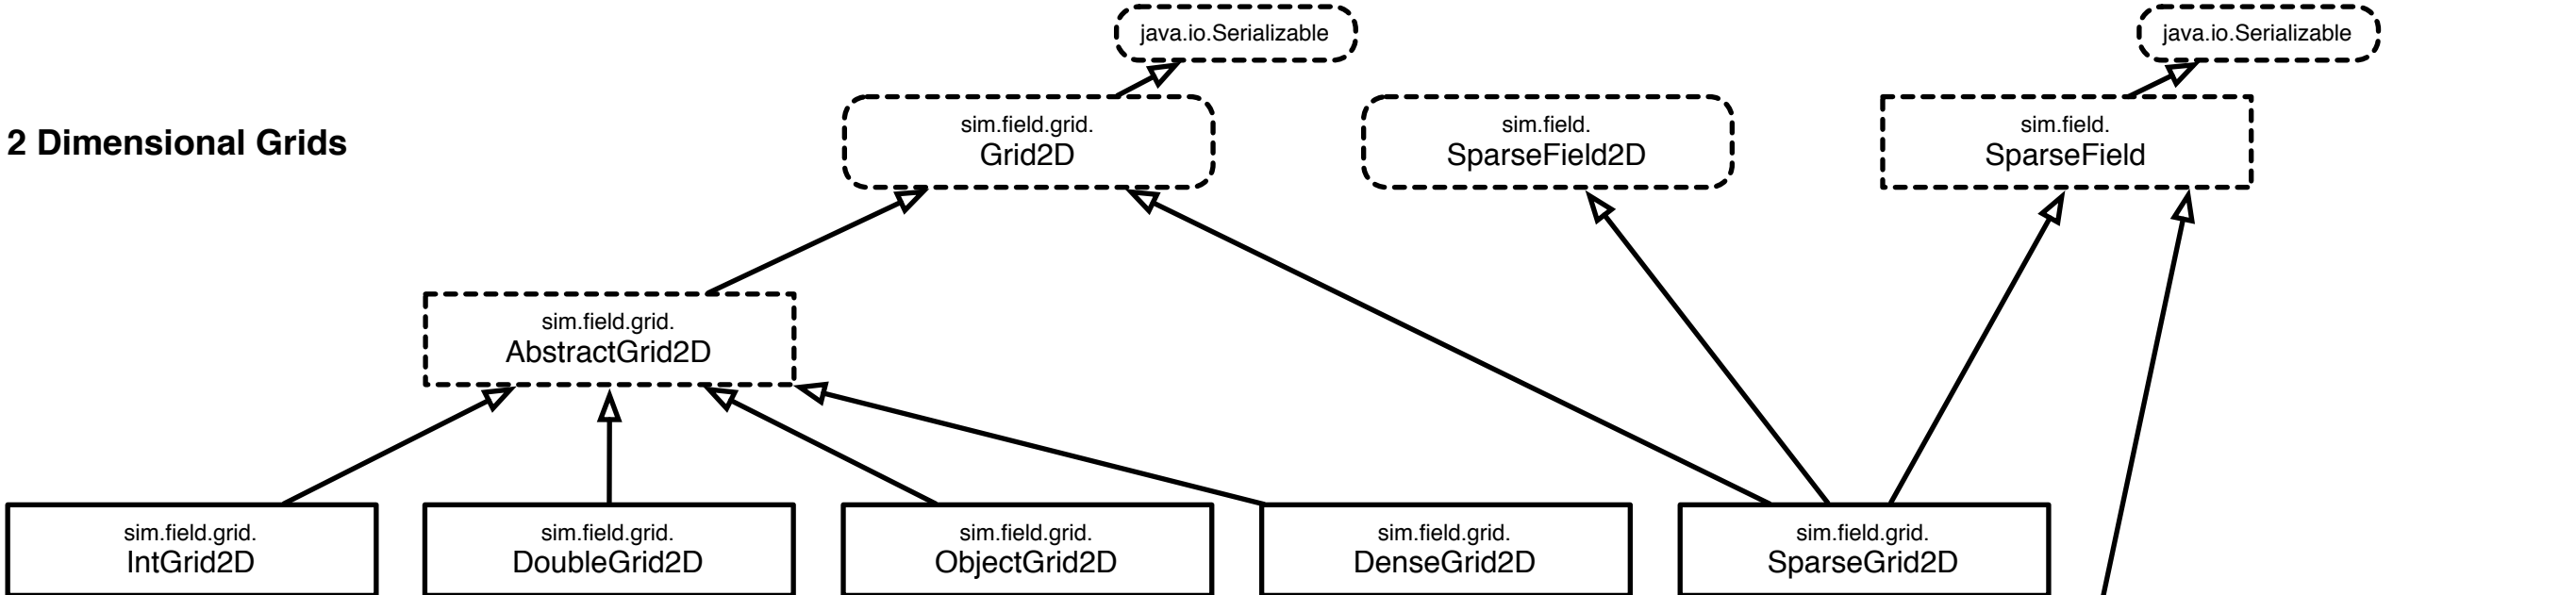 java.io.Serializable
java.io.Serializable
2 Dimensional Grids
sim.field.grid.
Grid2D
sim.field.
SparseField2D
sim.field.
SparseField
sim.field.grid.
AbstractGrid2D
sim.field.grid.
IntGrid2D
sim.field.grid.
DoubleGrid2D
sim.field.grid.
ObjectGrid2D
sim.field.grid.
DenseGrid2D
sim.field.grid.
SparseGrid2D